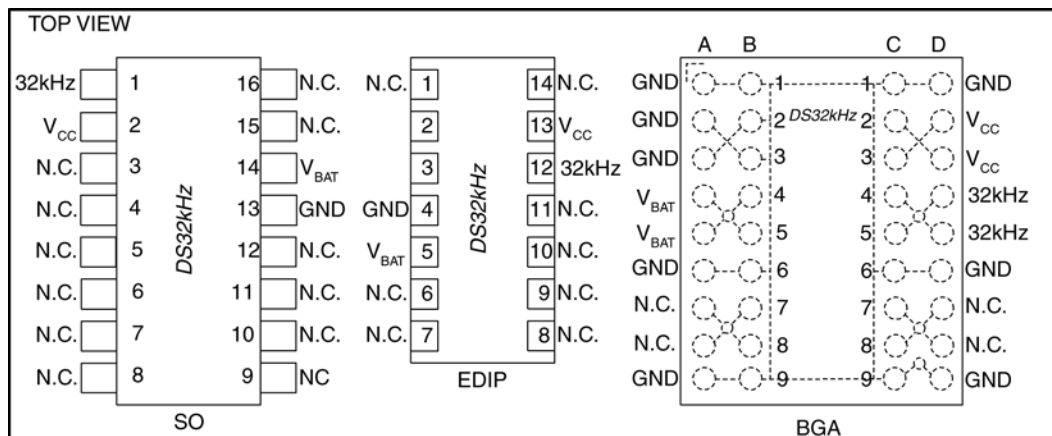 TOP VIEW
A B C D
32kHz 1 16 N.C. N.C. 1 14 N.C. GND 1 1 GND
VCC 2 15 N.C. 2 13 VCC GND 2 DS32kHz 2 VCC
N.C. 3 14 VBAT 3 12 32kHz GND 3 3 VCC
N.C. 4 13 GND GND 4 11 N.C. VBAT 4 4 32kHz
N.C. 5 12 N.C. VBAT 5 10 N.C. VBAT 5 5 32kHz
DS32kHz
DS32kHz
GND 6 6 GND
N.C. 6 11 N.C. N.C. 6 9 N.C. N.C. 7 7 N.C.
N.C. 7 10 N.C. N.C. 7 8 N.C. N.C. 8 8 N.C.
N.C. 8 9 NC GND 9 9 GND
SO EDIP BGA